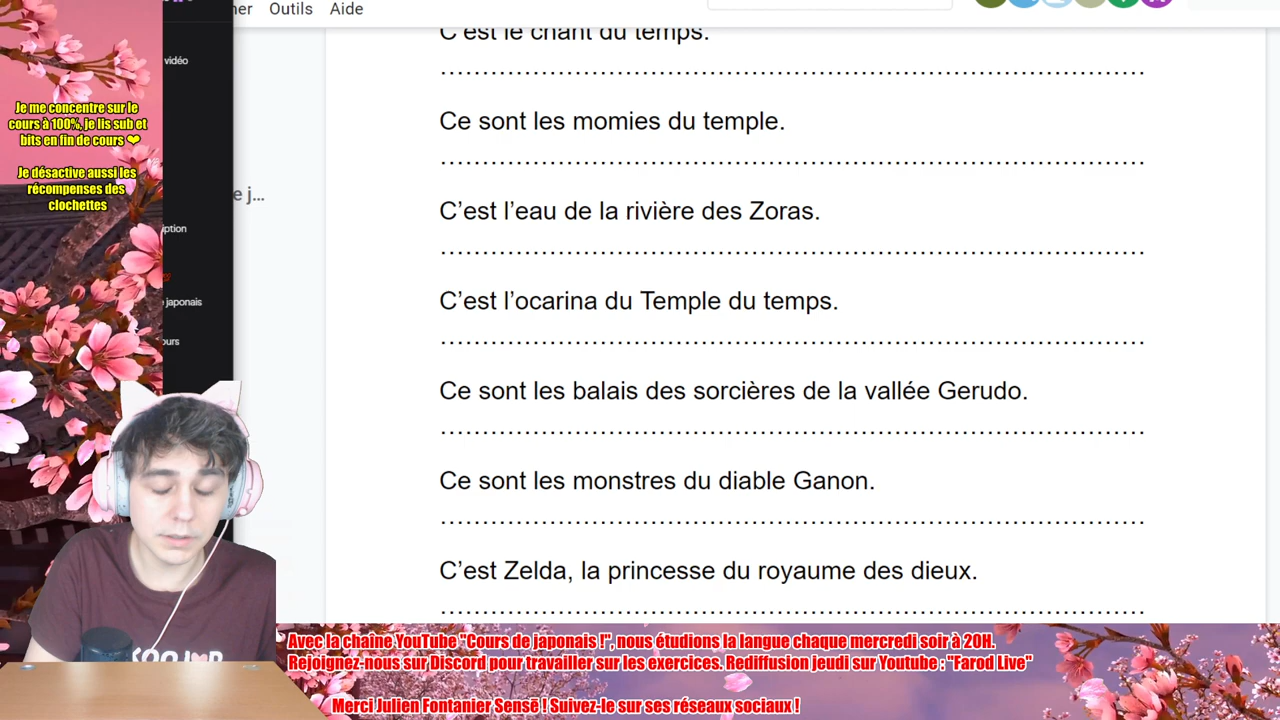 ner Outils Aide
vidéo
Je me concentre sur le
cours à 100%, je lis sub et
bits en fin de cours ❤
Je désactive aussi les
récompenses des
clochettes
e j...
iption
japonais
ours
C'est le chant du temps.
Ce sont les momies du temple.
C'est l'eau de la rivière des Zoras.
C'est l'ocarina du Temple du temps.
Ce sont les balais des sorcières de la vallée Gerudo.
Ce sont les monstres du diable Ganon.
C'est Zelda, la princesse du royaume des dieux.
Avec la chaîne YouTube "Cours de japonais !", nous étudions la langue chaque mercredi soir à 20H.
Rejoignez-nous sur Discord pour travailler sur les exercices. Rediffusion jeudi sur Youtube : "Farod Live"
Merci Julien Fontanier Sensē ! Suivez-le sur ses réseaux sociaux !